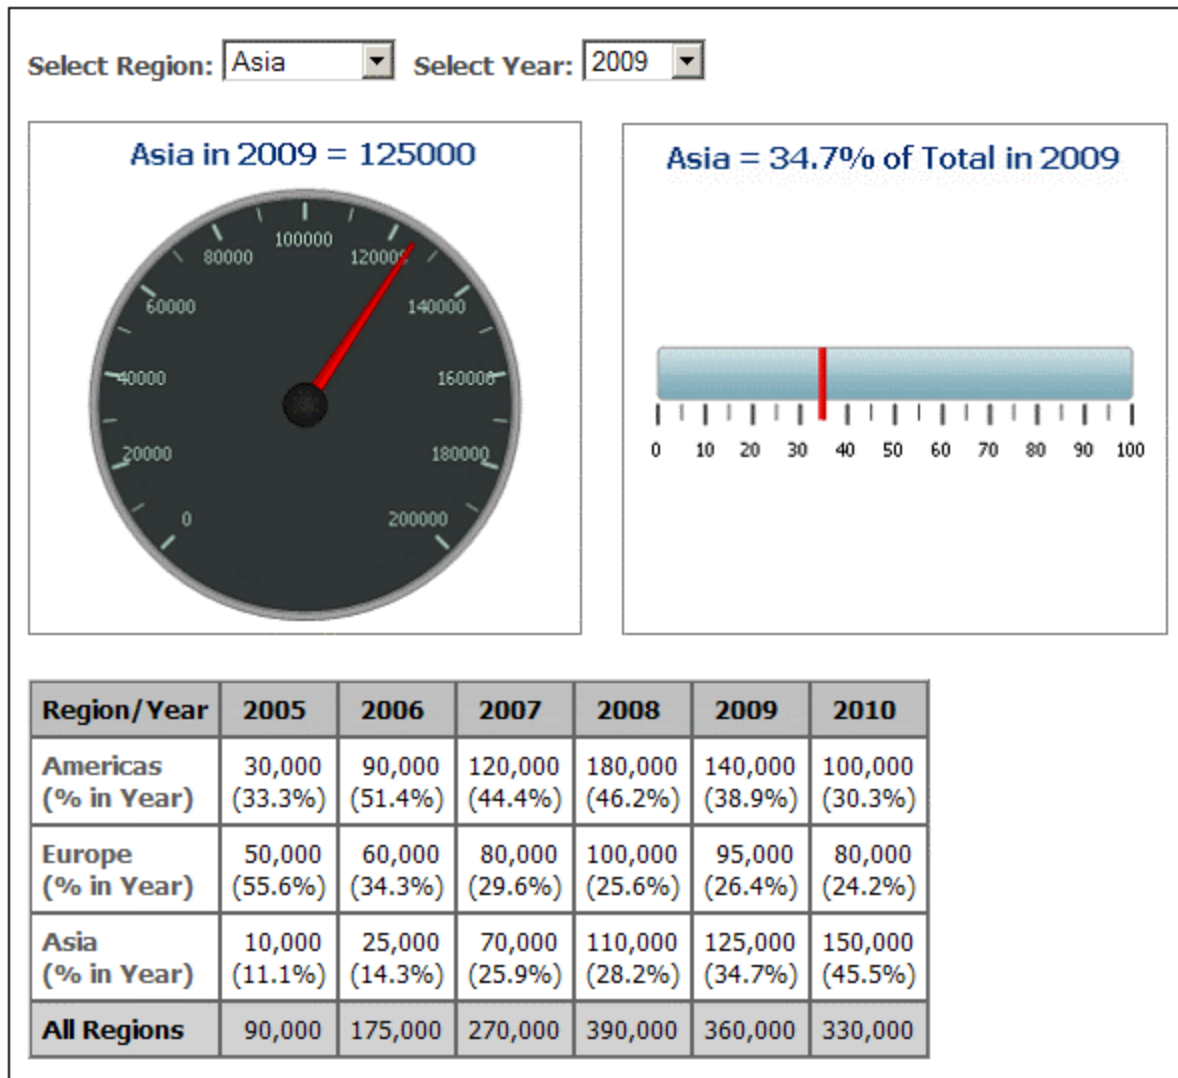 Select Region: Asia Select Year: 2009
Asia in 2009 = 125000
100000
80000 120000
60000 140000
40000 160000
20000 180000
0 200000
Asia = 34.7% of Total in 2009
0 10 20 30 40 50 60 70 80 90 100
Region/Year 2005 2006 2007 2008 2009 2010
Americas 30,000 90,000 120,000 180,000 140,000 100,000
(% in Year) (33.3%) (51.4%) (44.4%) (46.2%) (38.9%) (30.3%)
Europe 50,000 60,000 80,000 100,000 95,000 80,000
(% in Year) (55.6%) (34.3%) (29.6%) (25.6%) (26.4%) (24.2%)
Asia 10,000 25,000 70,000 110,000 125,000 150,000
(% in Year) (11.1%) (14.3%) (25.9%) (28.2%) (34.7%) (45.5%)
All Regions 90,000 175,000 270,000 390,000 360,000 330,000